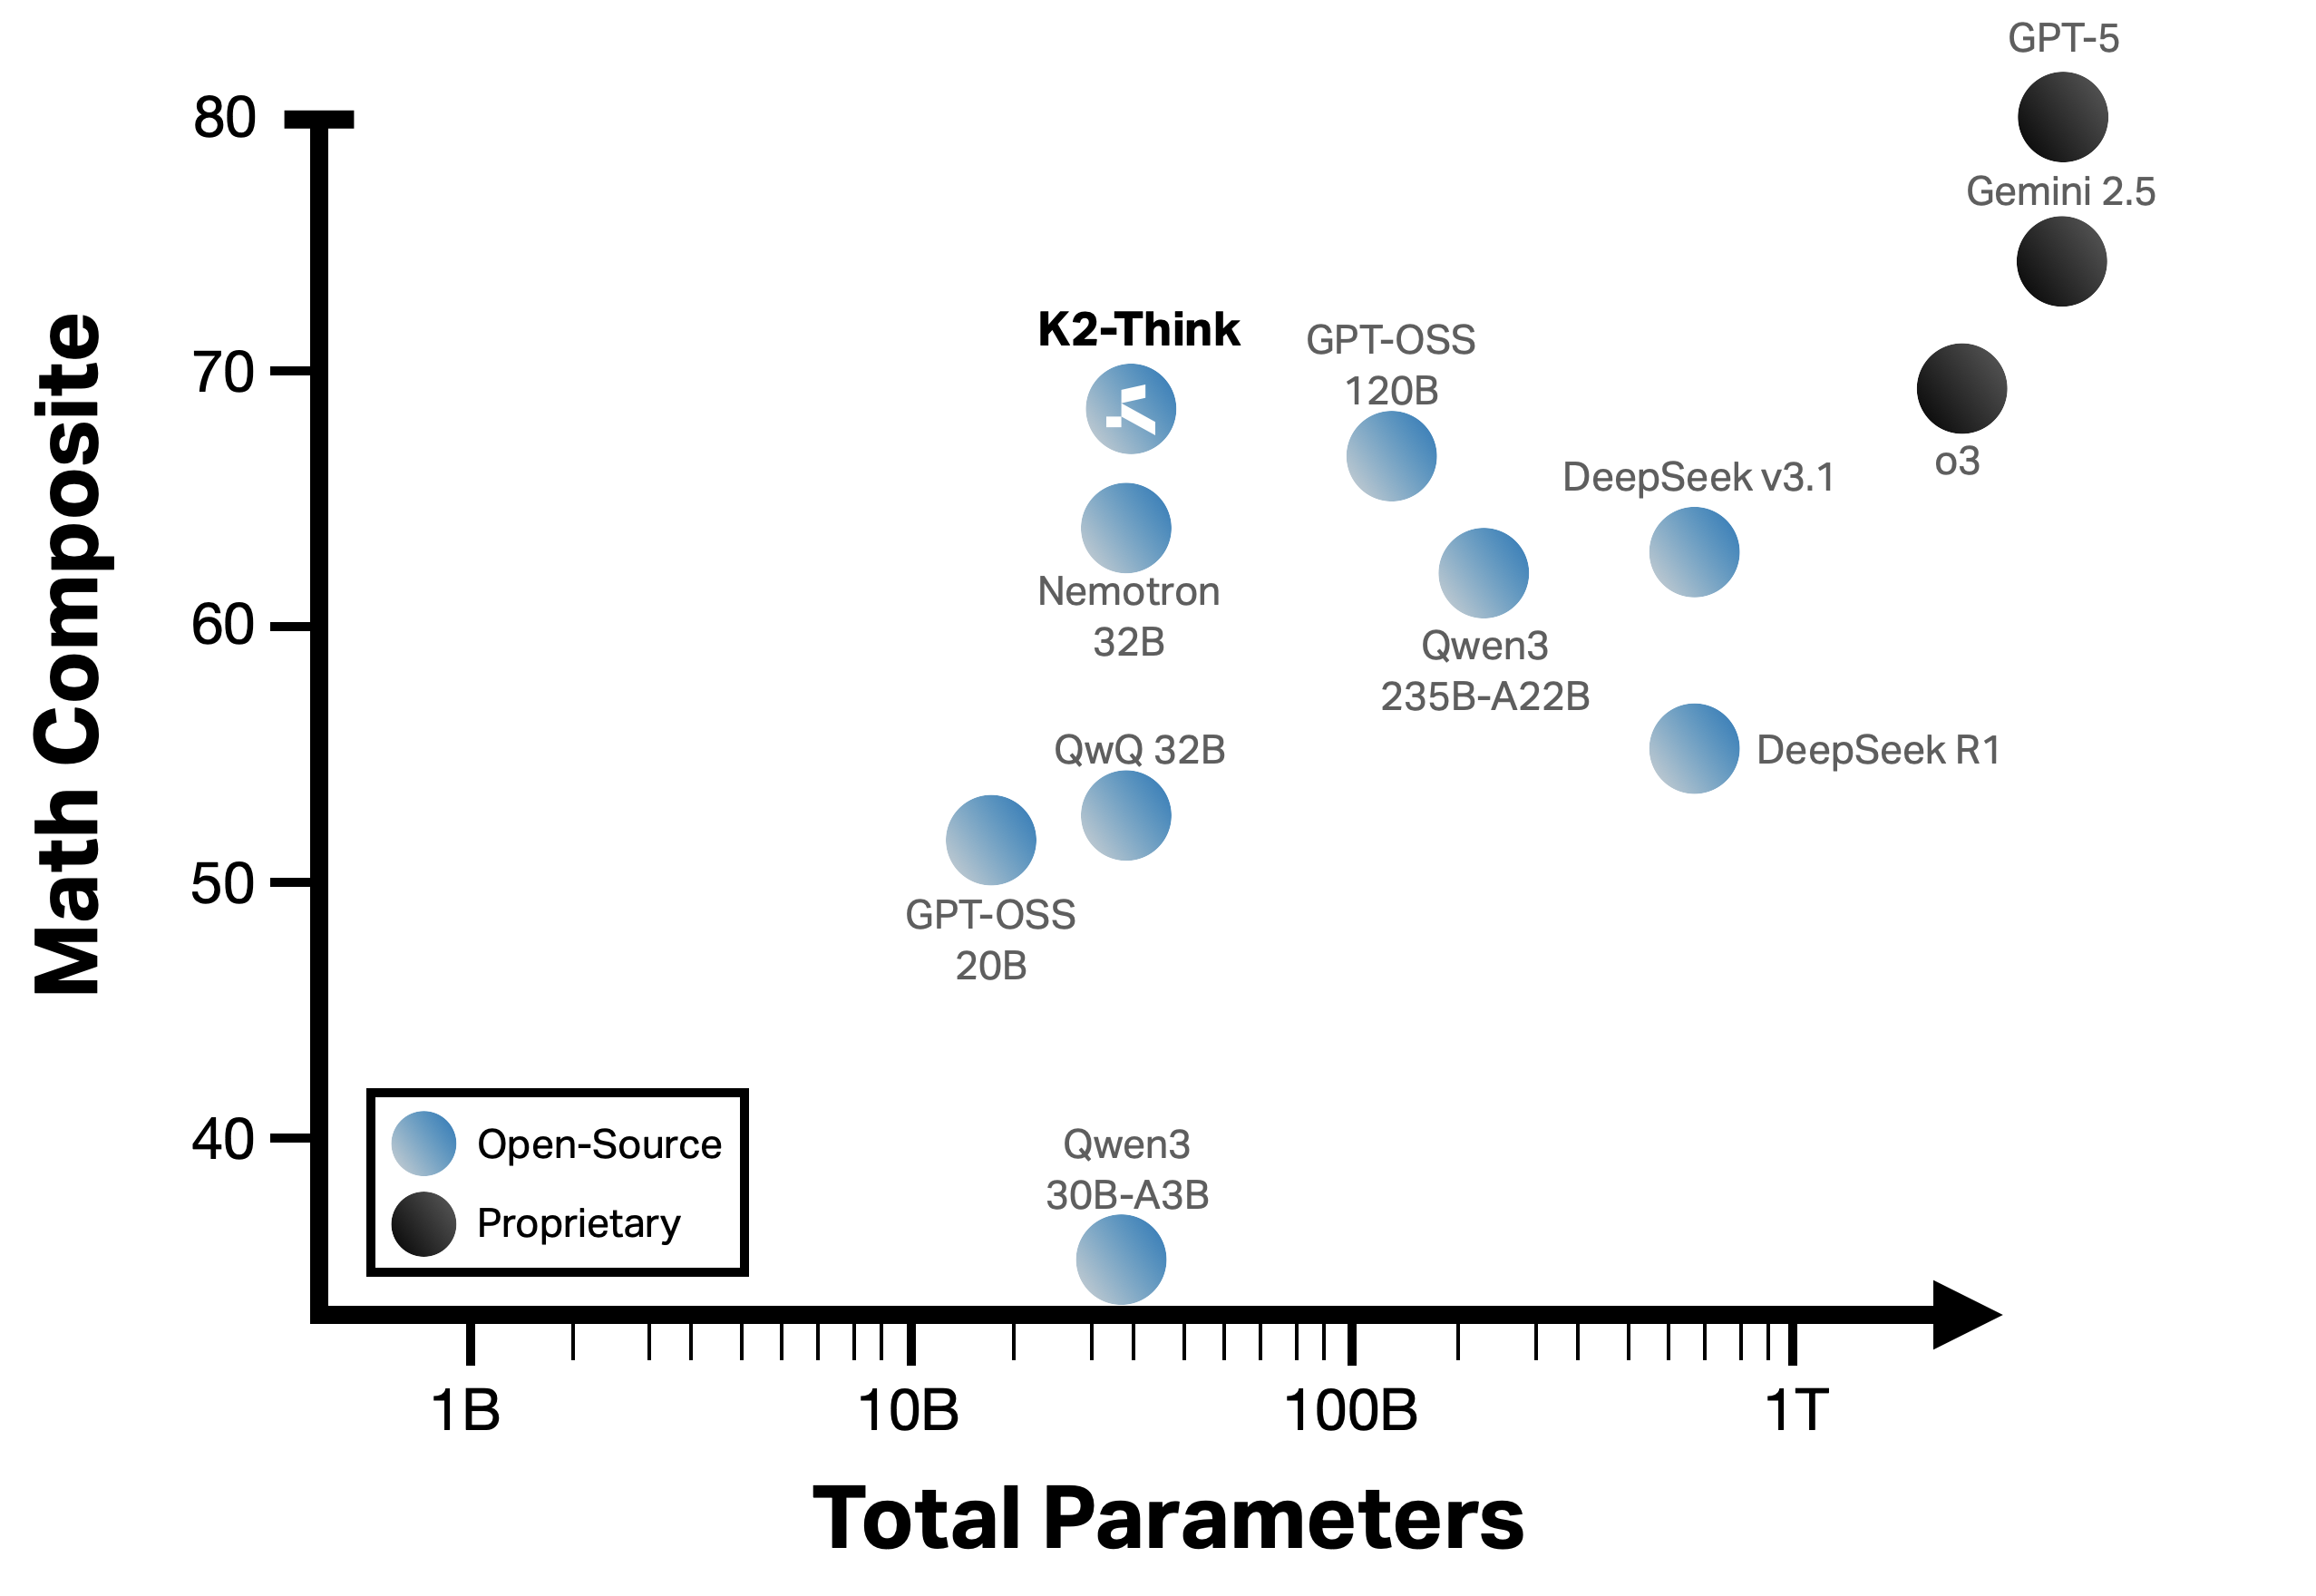 GPT-5
80
Gemini 2.5
K2-Think
GPT-OSS
120B
70
o3
DeepSeek v3.1
Nemotron
32B
60
Qwen3
235B-A22B
QwQ 32B
DeepSeek R1
50
GPT-OSS
20B
40
Qwen3
30B-A3B
Open-Source
Proprietary
Math Composite
1B
10B
100B
1T
Total Parameters